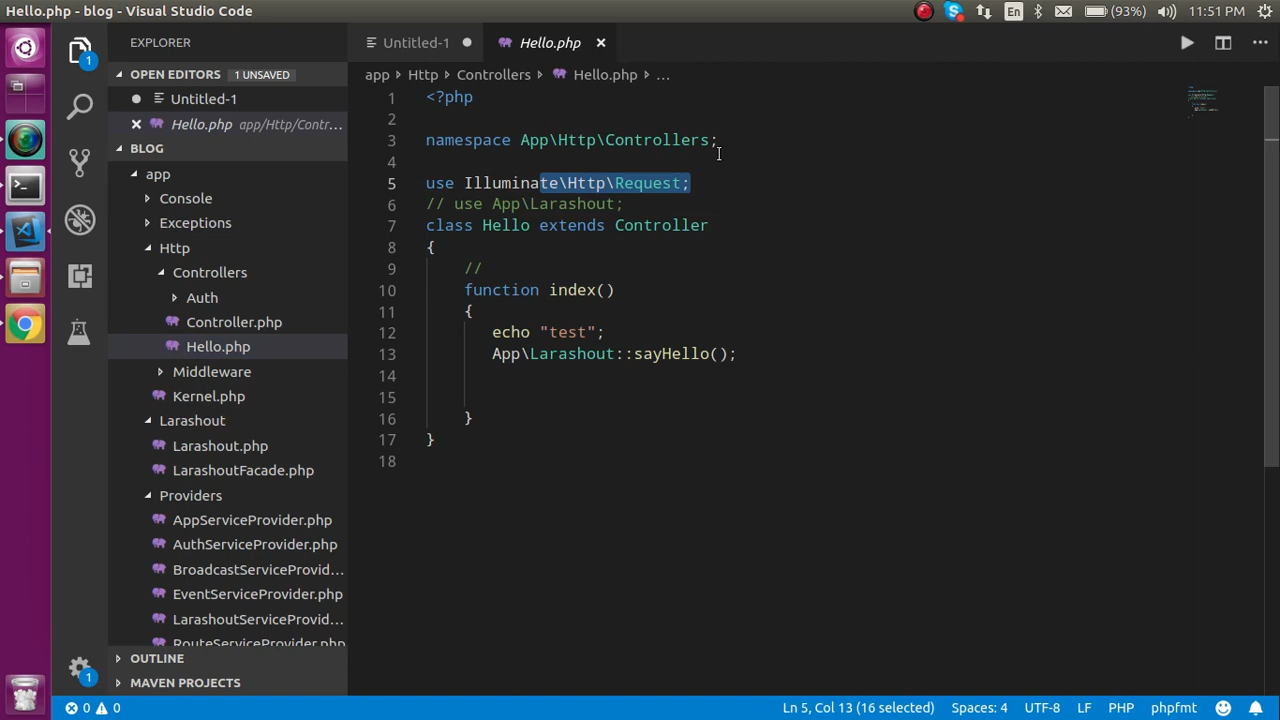 Hello.php - blog - Visual Studio Code
En
(93%)
11:51 PM
1
EXPLORER
OPEN EDITORS 1 UNSAVED
Untitled-1
Hello.php app/Http/Contr...
BLOG
app
Console
Exceptions
Http
Controllers
Auth
Controller.php
Hello.php
Middleware
Kernel.php
Larashout
Larashout.php
LarashoutFacade.php
Providers
AppServiceProvider.php
AuthServiceProvider.php
BroadcastServiceProvid...
EventServiceProvider.php
LarashoutServiceProvid...
RouteServiceProvider.php
OUTLINE
MAVEN PROJECTS
1
Untitled-1
Hello.php
app Http Controllers Hello.php ...
1 <?php
2
3 namespace App\Http\Controllers;
4
5 use Illuminate\Http\Request;
6 // use App\Larashout;
7 class Hello extends Controller
8 {
9 //
10 function index()
11 {
12 echo "test";
13 App\Larashout::sayHello();
14
15
16 }
17 }
18
0 0
Ln 5, Col 13 (16 selected) Spaces: 4 UTF-8 LF PHP phpfmt